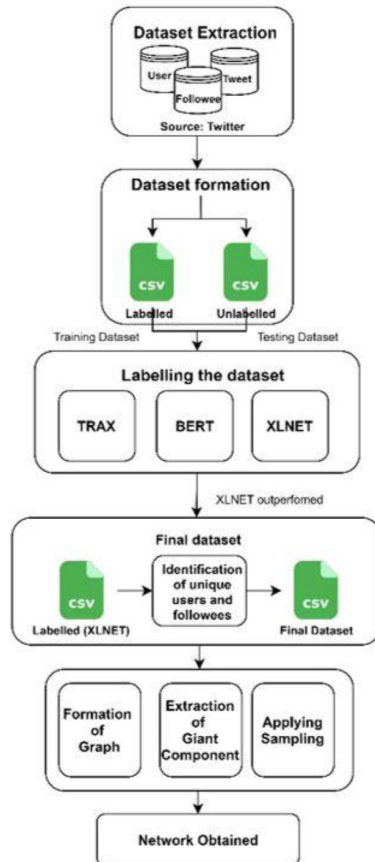 Dataset Extraction
User
Tweet
Followee
Source: Twitter
Dataset formation
CSV
CSV
Labelled
Unlabelled
Training Dataset
Testing Dataset
Labelling the dataset
TRAX
BERT
XLNET
XLNET outperfomed
Final dataset
CSV
Identification
of unique
users and
followees
CSV
Labelled (XLNET)
Final Dataset
Formation
of
Graph
Extraction
of
Giant
Component
Applying
Sampling
Network Obtained